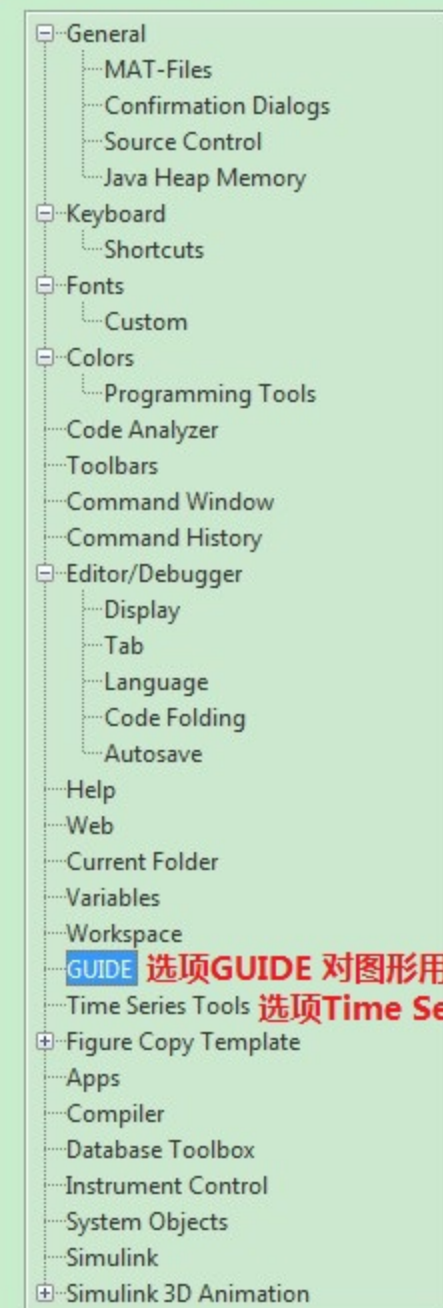 General
MAT-Files
Confirmation Dialogs
Source Control
Java Heap Memory
Keyboard
Shortcuts
Fonts
Custom
Colors
Programming Tools
Code Analyzer
Toolbars
Command Window
Command History
Editor/Debugger
Display
Tab
Language
Code Folding
Autosave
Help
Web
Current Folder
Variables
Workspace
GUIDE 选项GUIDE 对图形用
Time Series Tools 选项Time Se
Figure Copy Template
Apps
Compiler
Database Toolbox
Instrument Control
System Objects
Simulink
Simulink 3D Animation